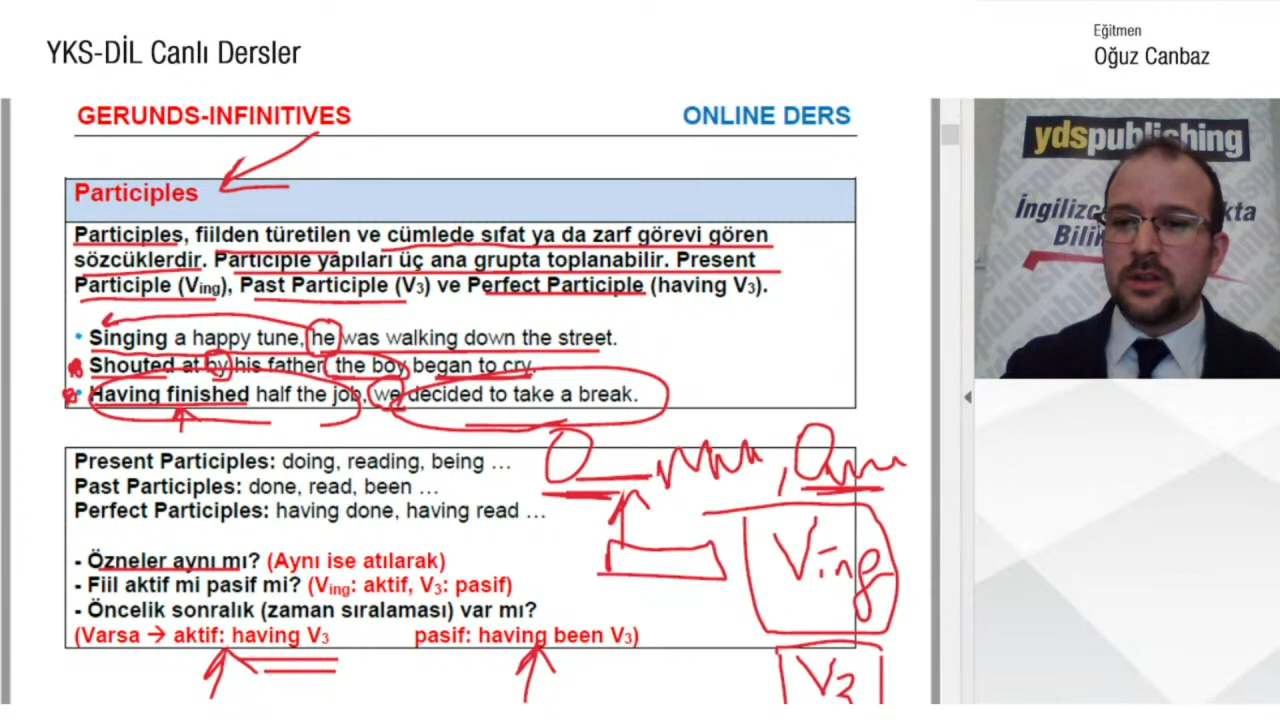 YKS-DİL Canlı Dersler
Eğitmen
Oğuz Canbaz
GERUNDS-INFINITIVES
ONLINE DERS
Participles
Participles, fiilden türetilen ve cümlede sıfat ya da zarf görevi gören
sözcüklerdir. Participle yapıları üç ana grupta toplanabilir. Present
Participle (Ving), Past Participle (V3) ve Perfect Participle (having V3).
• Singing a happy tune, he was walking down the street.
Shouted at by his father, the boy began to cry.
• Having finished half the job, we decided to take a break.
Present Participles: doing, reading, being ...
Past Participles: done, read, been ...
Perfect Participles: having done, having read ...
- Özneler aynı mı? (Aynı ise atılarak)
- Fiil aktif mi pasif mi? (Ving: aktif, V3: pasif)
- Öncelik sonralık (zaman sıralaması) var mı?
(Varsa → aktif: having V3 pasif: having been V3)
Ving
V3
ydspublishing